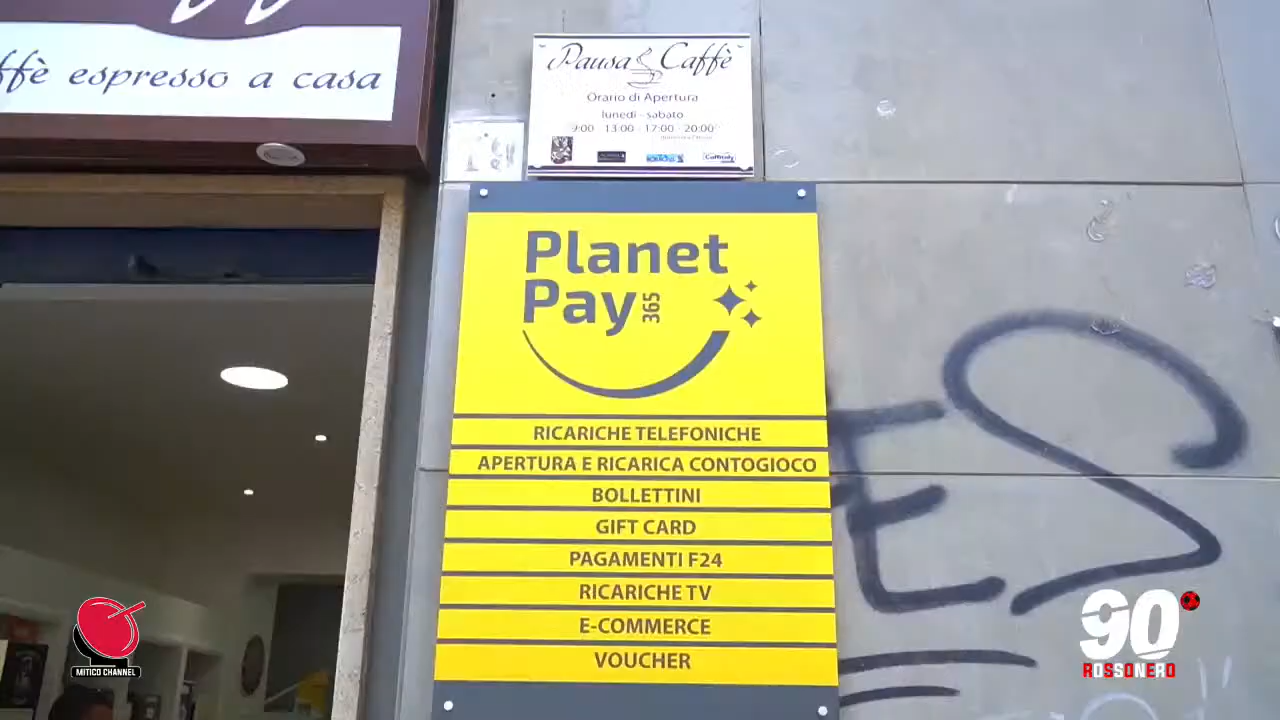 ffè espresso a casa
Pausa Caffè
Orario di Apertura
lunedì - sabato
9:00 - 13:00 - 17:00 - 20:00
Planet
Pay 365
RICARICHE TELEFONICHE
APERTURA E RICARICA CONTOGIOCO
BOLLETTINI
GIFT CARD
PAGAMENTI F24
RICARICHE TV
E-COMMERCE
VOUCHER
ES
MITICO CHANNEL
90
ROSSONERO